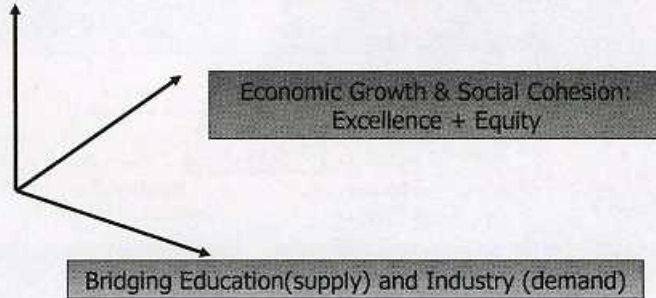 Economic Growth & Social Cohesion:
Excellence + Equity
Bridging Education(supply) and Industry (demand)